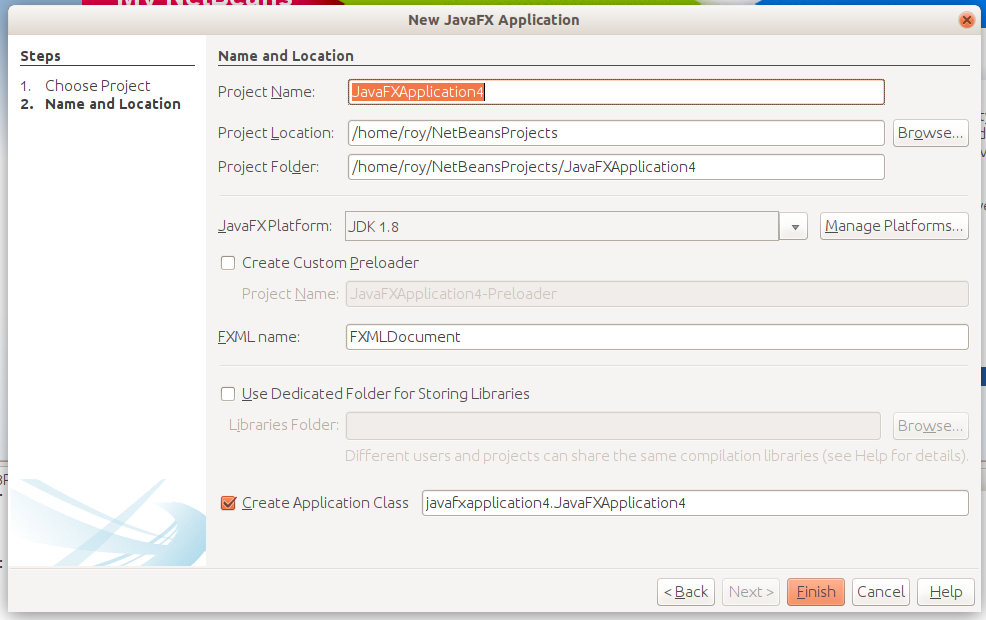 My NetBeans
New JavaFX Application
Steps
1. Choose Project
2. Name and Location
Name and Location
Project Name: JavaFXApplication4
Project Location: /home/roy/NetBeansProjects Browse...
Project Folder: /home/roy/NetBeansProjects/JavaFXApplication4
JavaFX Platform: JDK 1.8 Manage Platforms...
Create Custom Preloader
Project Name: JavaFXApplication4-Preloader
FXML name: FXMLDocument
Use Dedicated Folder for Storing Libraries
Libraries Folder: Browse...
Different users and projects can share the same compilation libraries (see Help for details).
Create Application Class javafxapplication4.JavaFXApplication4
< Back Next > Finish Cancel Help